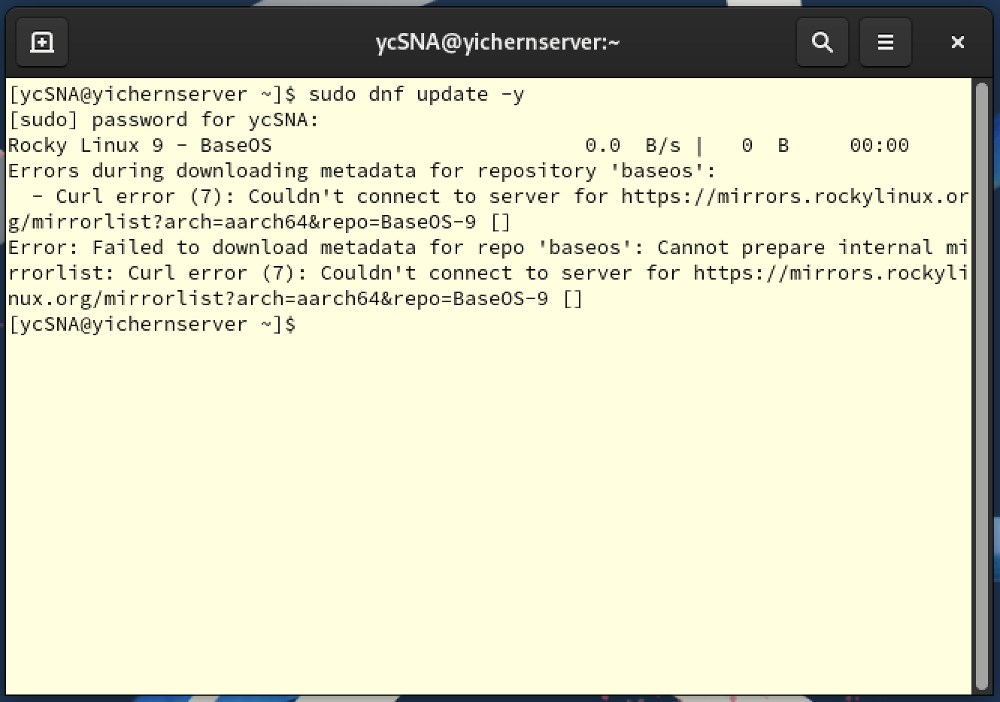 ycSNA@yichernserver:~
[ycSNA@yichernserver ~]$ sudo dnf update -y
[sudo] password for ycSNA:
Rocky Linux 9 - BaseOS                          0.0  B/s |   0  B     00:00
Errors during downloading metadata for repository 'baseos':
  - Curl error (7): Couldn't connect to server for https://mirrors.rockylinux.or
g/mirrorlist?arch=aarch64&repo=BaseOS-9 []
Error: Failed to download metadata for repo 'baseos': Cannot prepare internal mi
rrorlist: Curl error (7): Couldn't connect to server for https://mirrors.rockyli
nux.org/mirrorlist?arch=aarch64&repo=BaseOS-9 []
[ycSNA@yichernserver ~]$